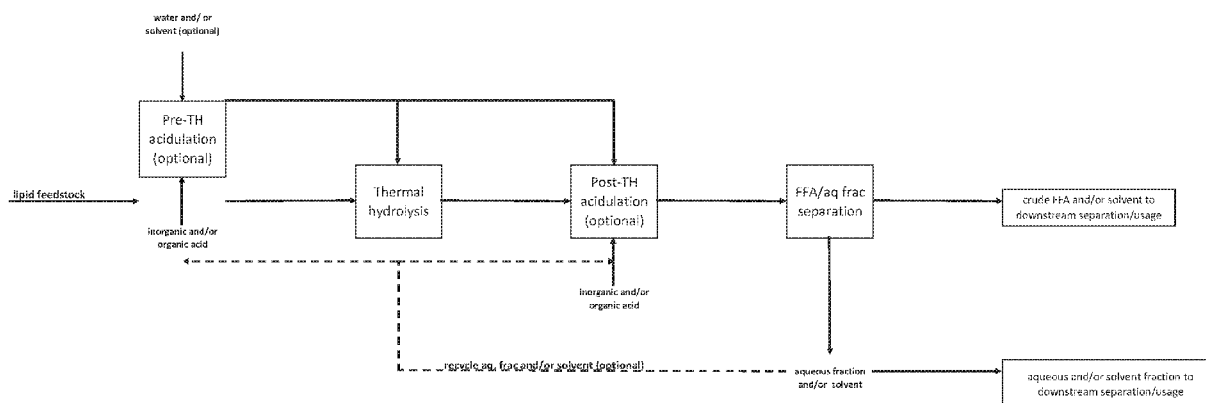 water and/ or
solvent (optional)
Pre-TH
acidulation
(optional)
lipid feedstock
inorganic and/or
organic acid
Thermal
hydrolysis
Post-TH
acidulation
(optional)
inorganic and/or
organic acid
FFA/aq frac
separation
crude FFA and/or solvent to
downstream separation/usage
recycle aq. frac and/or solvent (optional)
aqueous fraction
and/or solvent
aqueous and/or solvent fraction to
downstream separation/usage